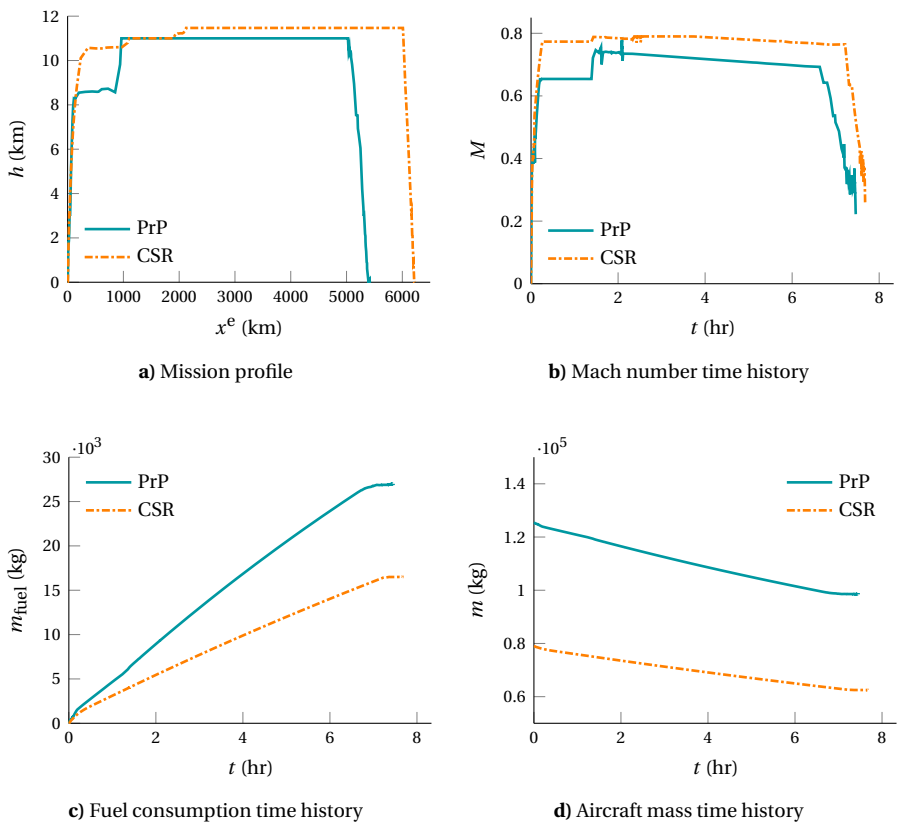 12
10
8
6
4
2
0
h (km)
PrP
CSR
0 1000 2000 3000 4000 5000 6000
xᵉ (km)
a) Mission profile
0.8
0.6
0.4
0.2
0
M
PrP
CSR
0 2 4 6 8
t (hr)
b) Mach number time history
·10³
30
25
20
15
10
5
0
m_fuel (kg)
PrP
CSR
0 2 4 6 8
t (hr)
c) Fuel consumption time history
·10⁵
1.4
1.2
1
0.8
0.6
m (kg)
PrP
CSR
0 2 4 6 8
t (hr)
d) Aircraft mass time history